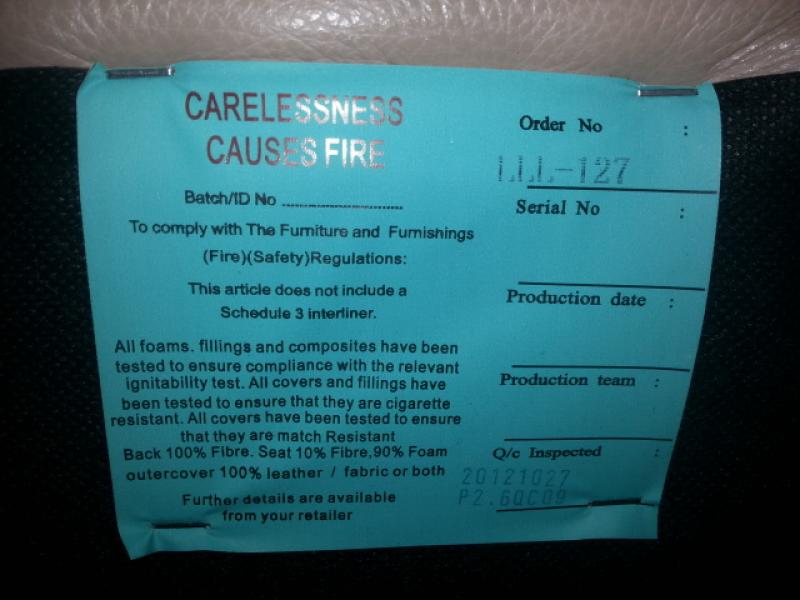 CARELESSNESS
CAUSES FIRE
Batch/ID No
To comply with The Furniture and Furnishings
(Fire)(Safety)Regulations:
This article does not include a
Schedule 3 interliner.
All foams. fillings and composites have been
tested to ensure compliance with the relevant
ignitability test. All covers and fillings have
been tested to ensure that they are cigarette
resistant. All covers have been tested to ensure
that they are match Resistant
Back 100% Fibre. Seat 10% Fibre,90% Foam
outercover 100% leather / fabric or both
Further details are available
from your retailer
Order No :
LLL-127
Serial No :
Production date :
Production team :
Q/c Inspected :
20121027
P2.6QC09